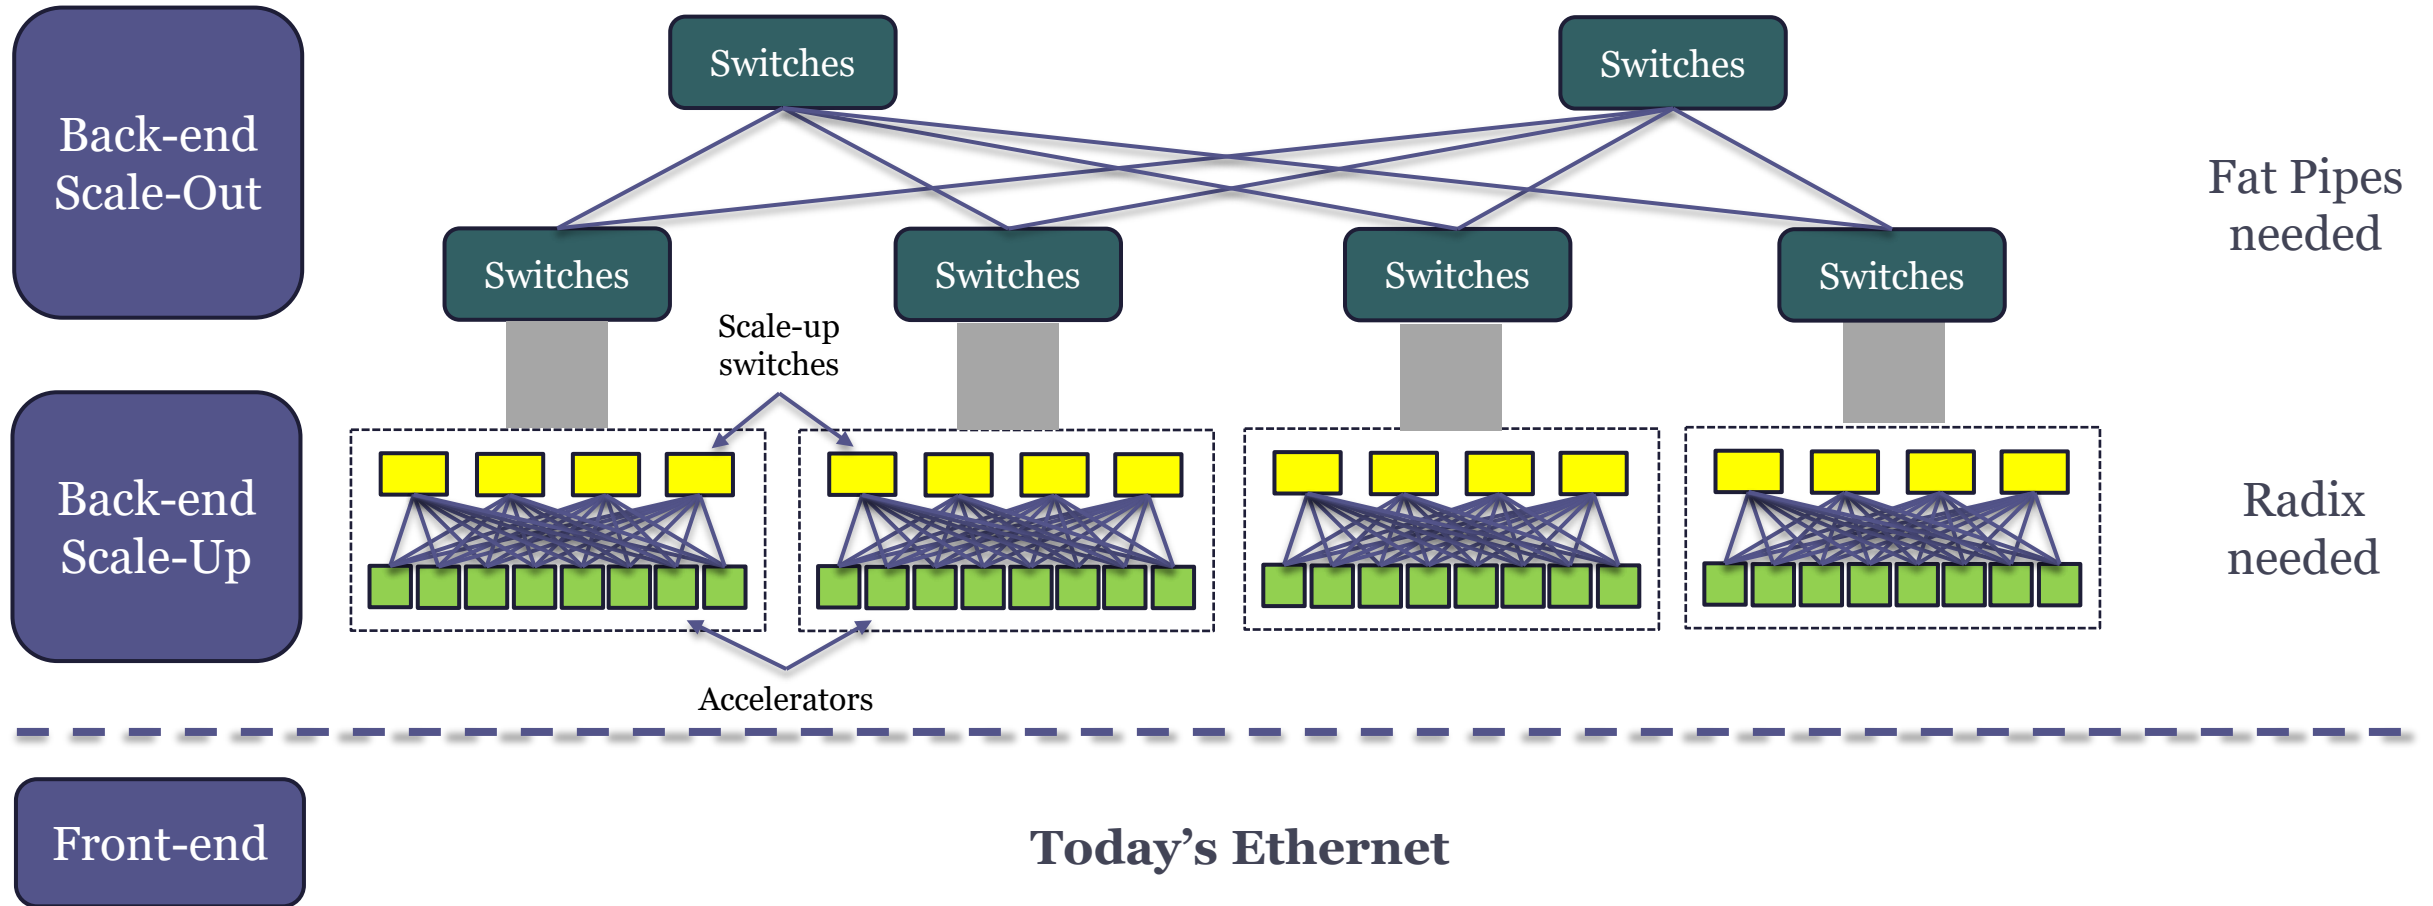 Back-end
Scale-Out
Switches
Switches
Fat Pipes
needed
Switches
Switches
Switches
Switches
Scale-up
switches
Back-end
Scale-Up
Radix
needed
Accelerators
Front-end
Today’s Ethernet